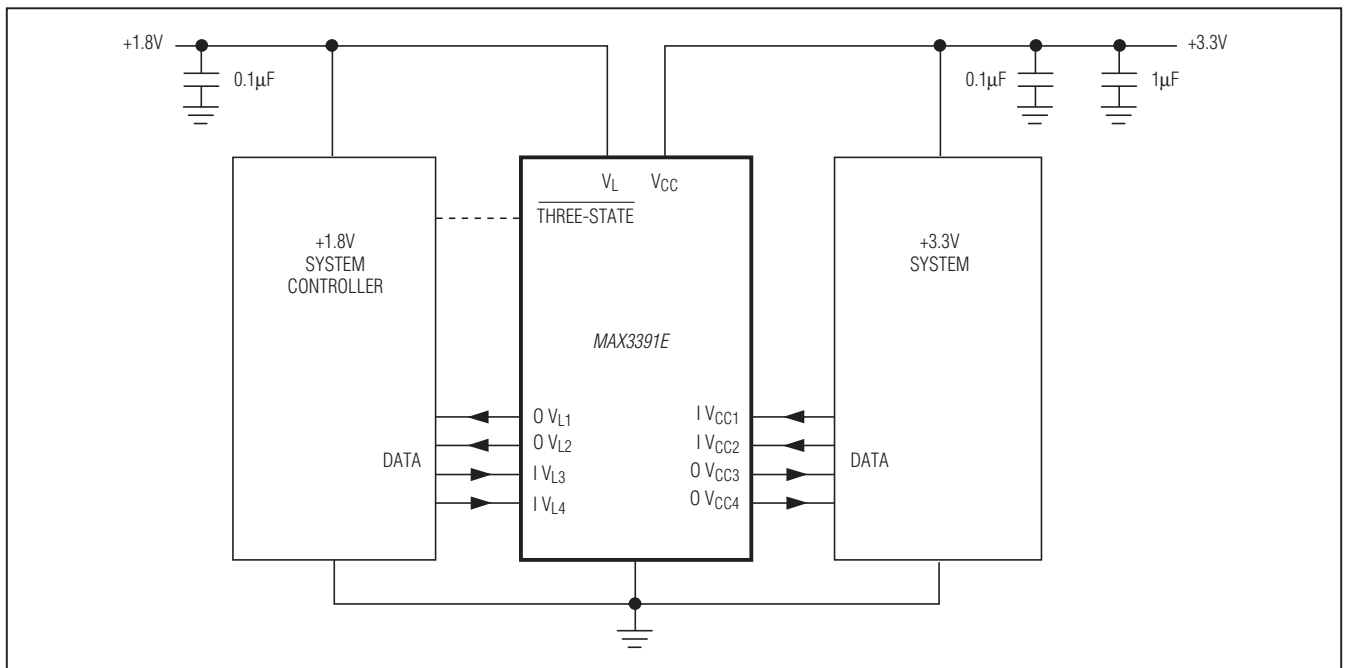 +1.8V
+3.3V
0.1µF
0.1µF
1µF
VL VCC
THREE-STATE
+1.8V
SYSTEM
CONTROLLER
+3.3V
SYSTEM
MAX3391E
DATA
O VL1
O VL2
I VL3
I VL4
I VCC1
I VCC2
O VCC3
O VCC4
DATA